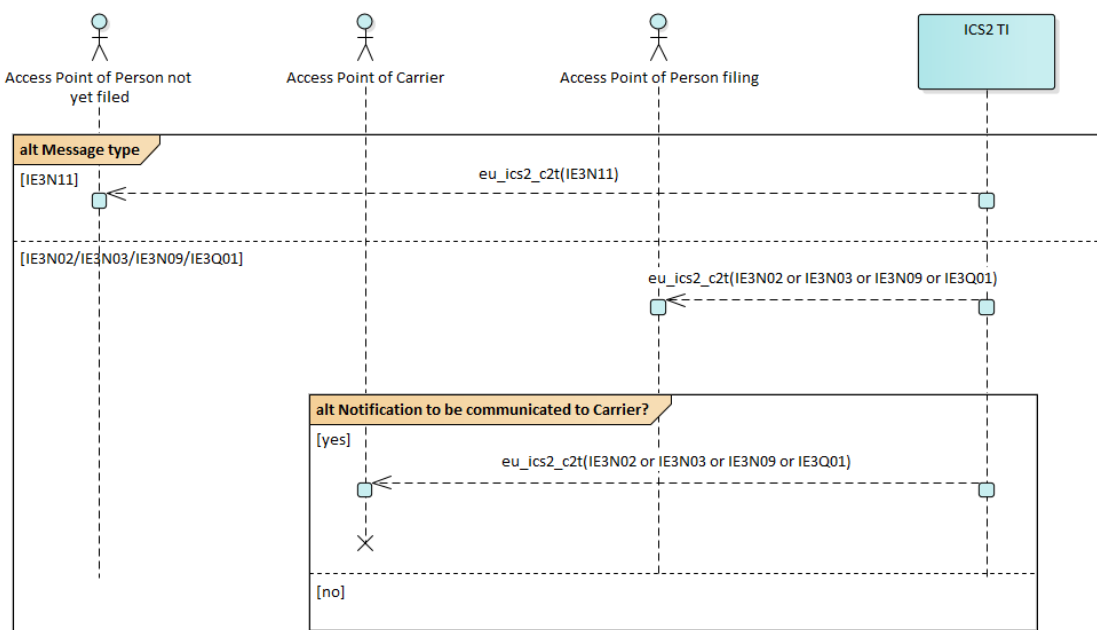 ICS2 TI
Access Point of Person not
yet filed
Access Point of Carrier
Access Point of Person filing
alt Message type
[IE3N11]
eu_ics2_c2t(IE3N11)
[IE3N02/IE3N03/IE3N09/IE3Q01]
eu_ics2_c2t(IE3N02 or IE3N03 or IE3N09 or IE3Q01)
alt Notification to be communicated to Carrier?
[yes]
eu_ics2_c2t(IE3N02 or IE3N03 or IE3N09 or IE3Q01)
[no]